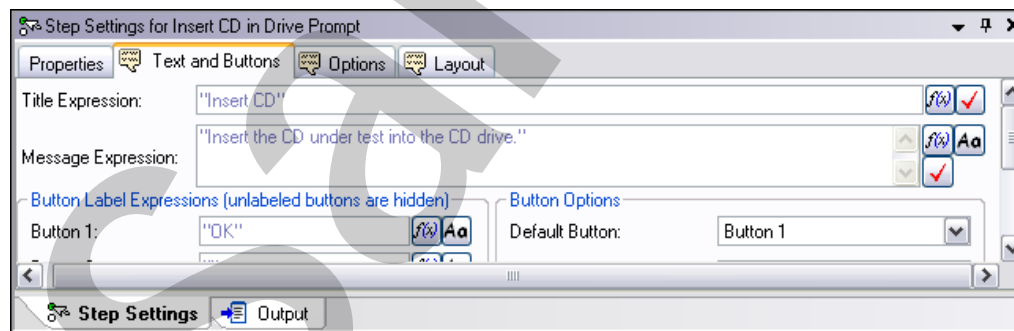 Step Settings for Insert CD in Drive Prompt
Properties Text and Buttons Options Layout
Title Expression: "Insert CD" f(x)
Message Expression: "Insert the CD under test into the CD drive." f(x) Aa
Button Label Expressions (unlabeled buttons are hidden) Button Options
Button 1: "OK" f(x) Aa Default Button: Button 1
Step Settings Output